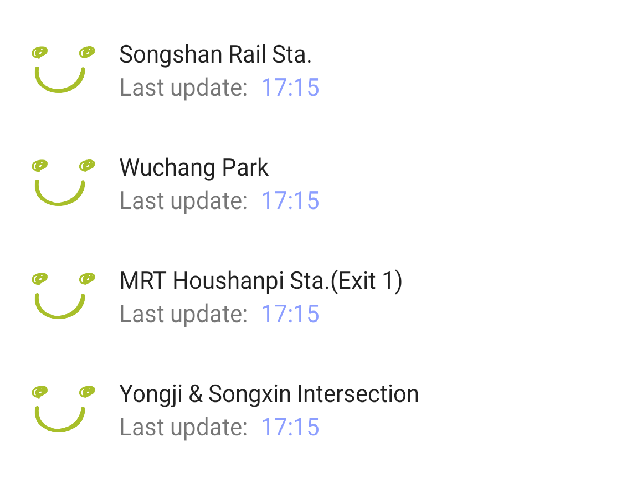 Songshan Rail Sta.
Last update: 17:15
Wuchang Park
Last update: 17:15
MRT Houshanpi Sta.(Exit 1)
Last update: 17:15
Yongji & Songxin Intersection
Last update: 17:15